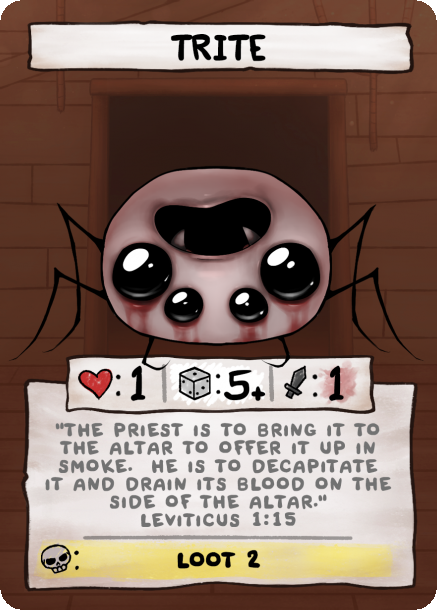 TRITE
:1 :5+ :1
"THE PRIEST IS TO BRING IT TO
THE ALTAR TO OFFER IT UP IN
SMOKE. HE IS TO DECAPITATE
IT AND DRAIN ITS BLOOD ON THE
SIDE OF THE ALTAR."
LEVITICUS 1:15
: LOOT 2